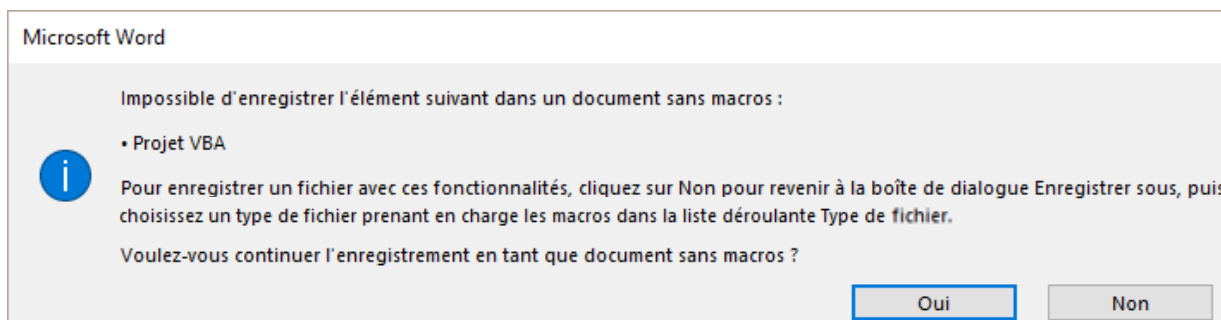 Microsoft Word
Impossible d'enregistrer l'élément suivant dans un document sans macros :
• Projet VBA
Pour enregistrer un fichier avec ces fonctionnalités, cliquez sur Non pour revenir à la boîte de dialogue Enregistrer sous, puis
choisissez un type de fichier prenant en charge les macros dans la liste déroulante Type de fichier.
Voulez-vous continuer l'enregistrement en tant que document sans macros ?
Oui Non